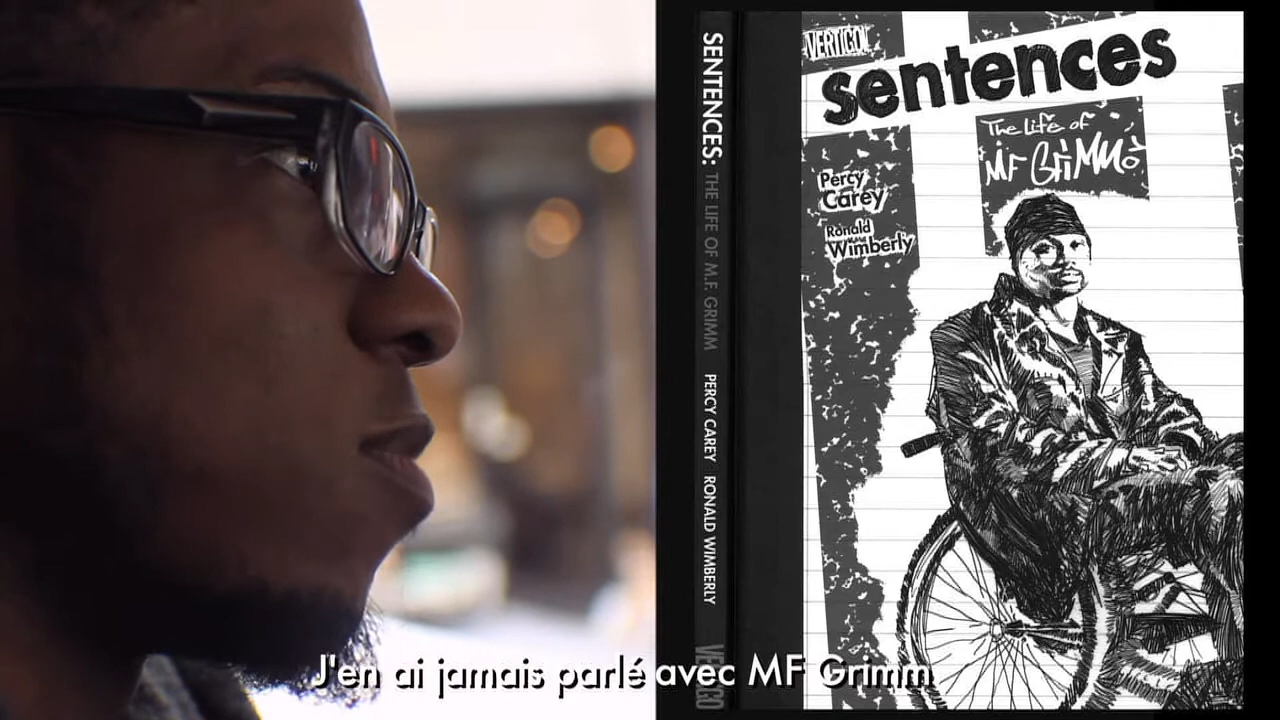 SENTENCES: THE LIFE OF M.F. GRIMM PERCY CAREY RONALD WIMBERLY VERTIGO
VERTIGO
sentences
The Life of
MF GRiMM
Percy
Carey
Ronald
Wimberly
J'en ai jamais parlé avec MF Grimm